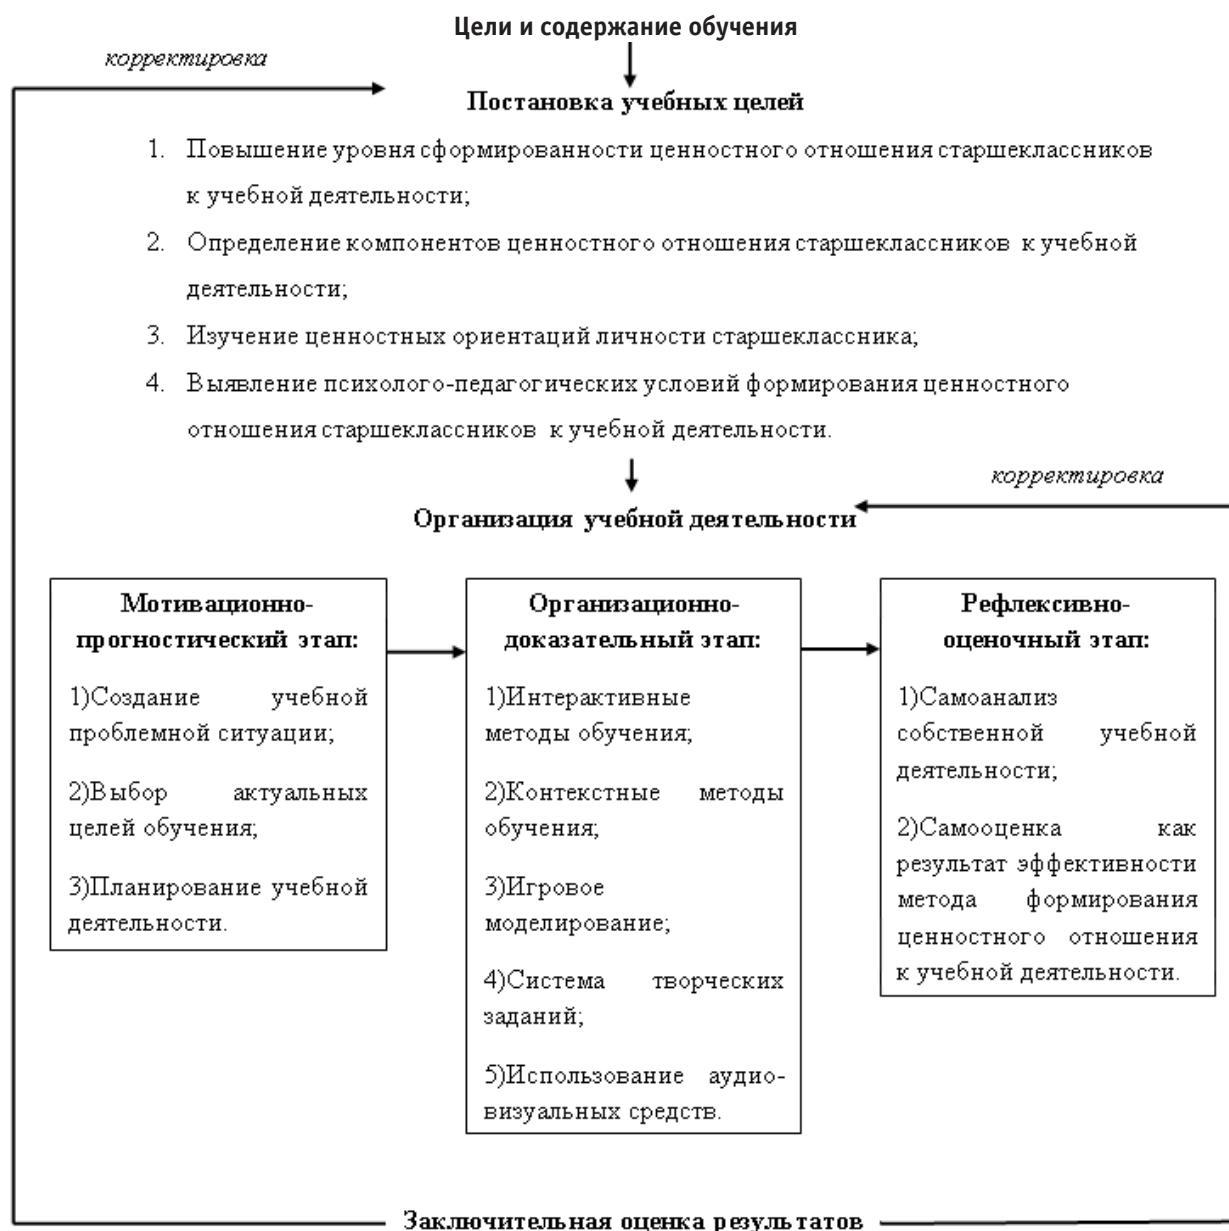 Цели и содержание обучения
корректировка
Постановка учебных целей
1. Повышение уровня сформированности ценностного отношения старшеклассников
к учебной деятельности;
2. Определение компонентов ценностного отношения старшеклассников к учебной
деятельности;
3. Изучение ценностных ориентаций личности старшеклассника;
4. Выявление психолого-педагогических условий формирования ценностного
отношения старшеклассников к учебной деятельности.
корректировка
Организация учебной деятельности
Мотивационно-
прогностический этап:
1)Создание учебной
проблемной ситуации;
2)Выбор актуальных
целей обучения;
3)Планирование учебной
деятельности.
Организационно-
доказательный этап:
1)Интерактивные
методы обучения;
2)Контекстные методы
обучения;
3)Игровое
моделирование;
4)Система творческих
заданий;
5)Использование аудио-
визуальных средств.
Рефлексивно-
оценочный этап:
1)Самоанализ
собственной учебной
деятельности;
2)Самооценка как
результат эффективности
метода формирования
ценностного отношения
к учебной деятельности.
Заключительная оценка результатов